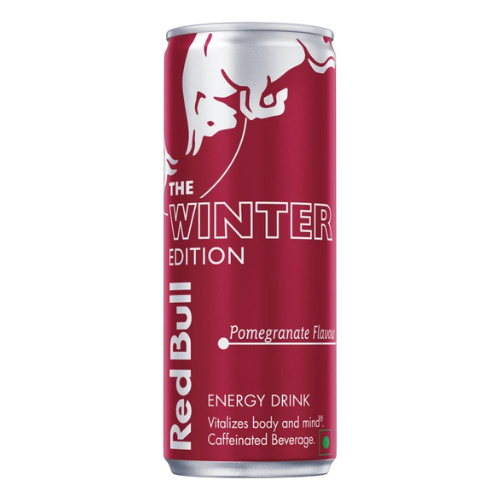 THE
WINTER
EDITION
Red Bull
Pomegranate Flavour
ENERGY DRINK
Vitalizes body and mind®.
Caffeinated Beverage.